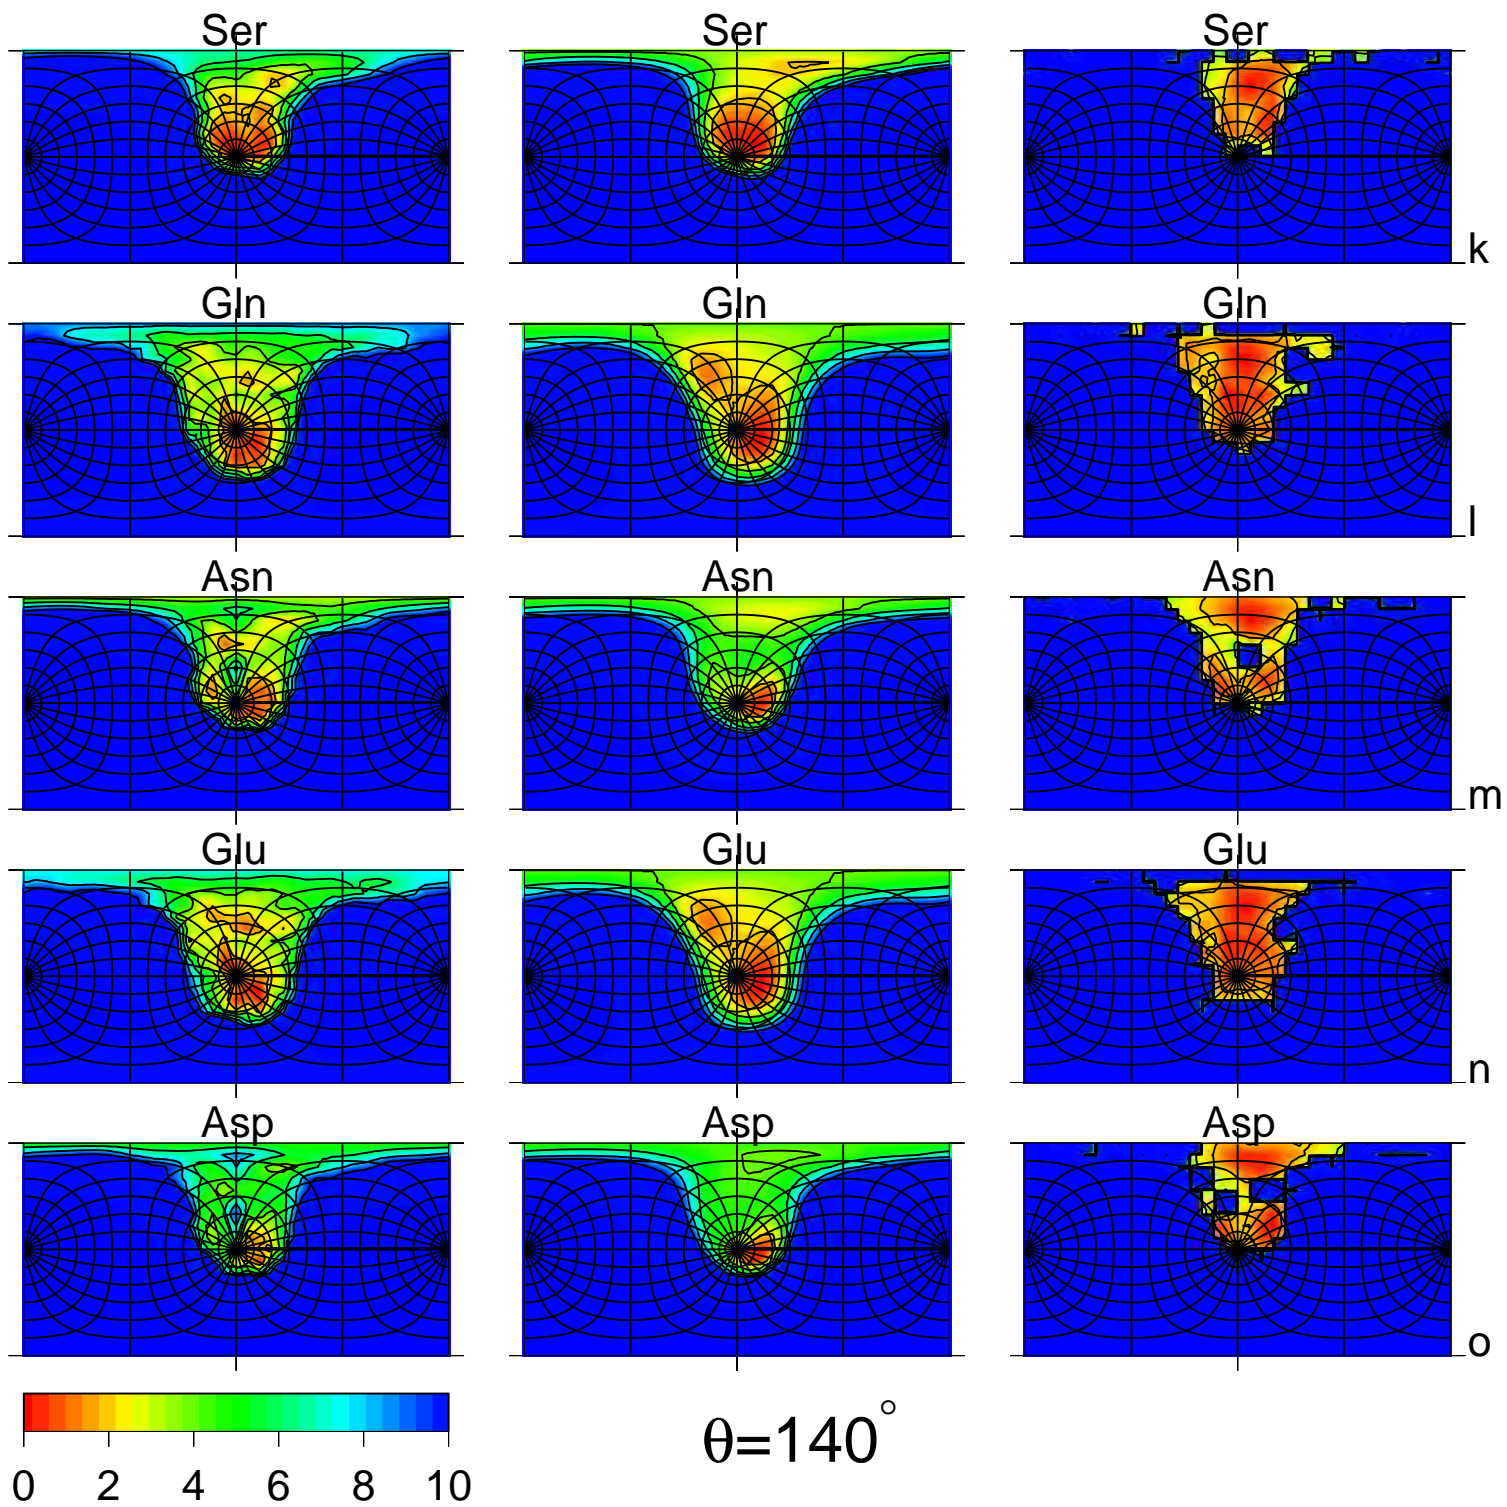 Ser Ser Ser
k
Gln Gln Gln
l
Asn Asn Asn
m
Glu Glu Glu
n
Asp Asp Asp
o
θ=140°
0 2 4 6 8 10